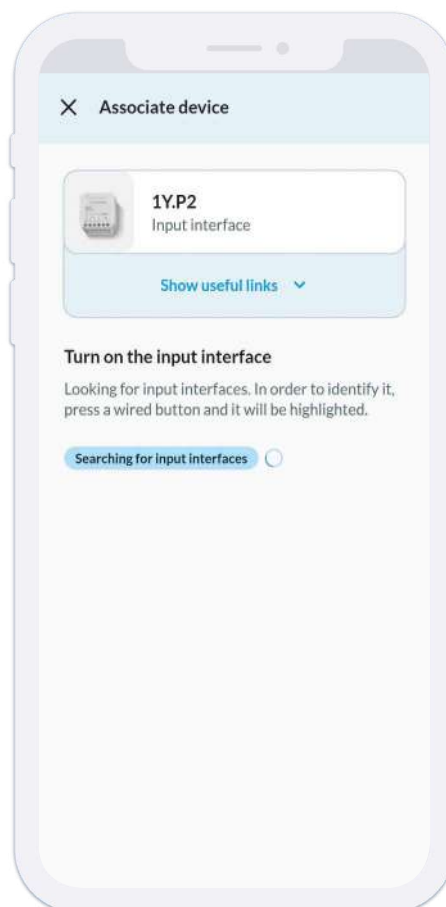 Associate device
1Y.P2
Input interface
Show useful links
Turn on the input interface
Looking for input interfaces. In order to identify it,
press a wired button and it will be highlighted.
Searching for input interfaces